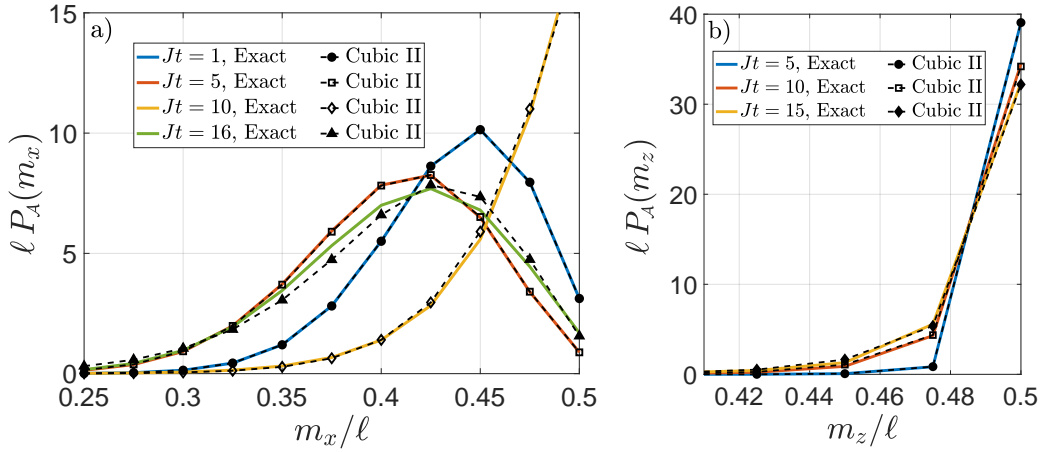 a)
Jt = 1, Exact
Jt = 5, Exact
Jt = 10, Exact
Jt = 16, Exact
Cubic II
Cubic II
Cubic II
Cubic II
15
10
5
0
0.25
0.3
0.35
0.4
0.45
0.5
ℓ P_A(m_x)
m_x/ℓ
b)
Jt = 5, Exact
Jt = 10, Exact
Jt = 15, Exact
Cubic II
Cubic II
Cubic II
40
30
20
10
0
0.42
0.44
0.46
0.48
0.5
ℓ P_A(m_z)
m_z/ℓ